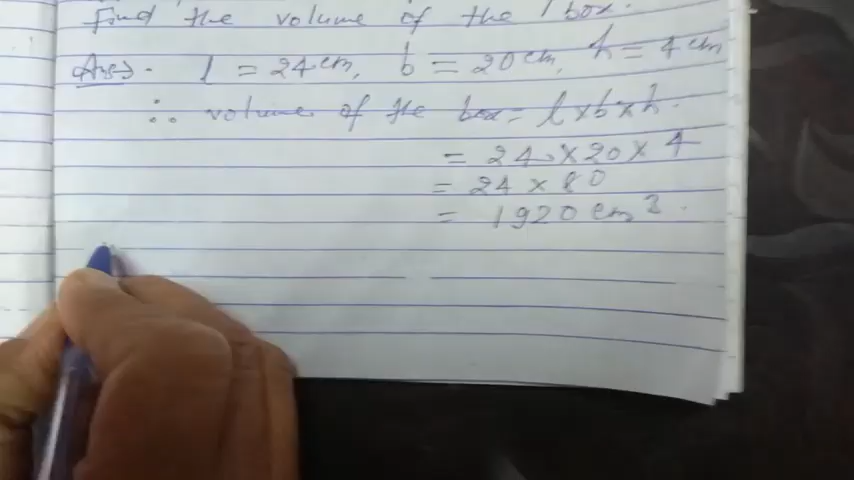 Find the volume of the box.
Ans→. l = 24 cm, b = 20 cm, h = 4 cm
∴ volume of the box = l x b x h.
= 24 x 20 x 4
= 24 x 80
= 1920 cm3.